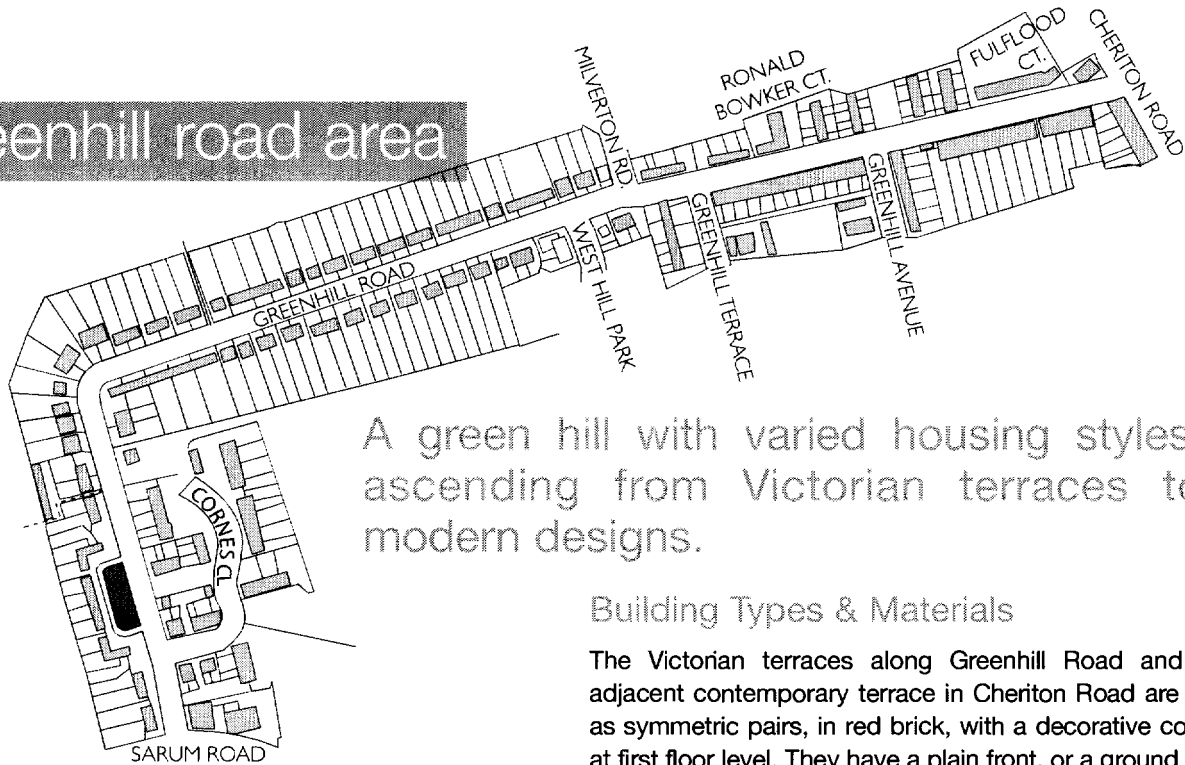 eenhill road area
MILVERTON RD.
RONALD
BOWKER CT.
FULFLOOD
CT.
CHERITON ROAD
GREENHILL ROAD
WEST HILL PARK
GREENHILL TERRACE
GREENHILL AVENUE
CORNES CL
SARUM ROAD
A green hill with varied housing styles
ascending from Victorian terraces to
modern designs.
Building Types & Materials
The Victorian terraces along Greenhill Road and
adjacent contemporary terrace in Cheriton Road are
as symmetric pairs, in red brick, with a decorative co
at first floor level. They have a plain front, or a ground